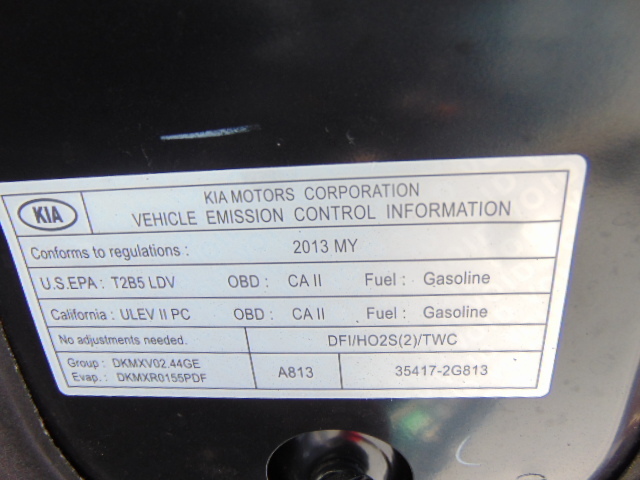 KIA
KIA MOTORS CORPORATION
VEHICLE EMISSION CONTROL INFORMATION
Conforms to regulations : 2013 MY
U.S.EPA : T2B5 LDV OBD : CA II Fuel : Gasoline
California : ULEV II PC OBD : CA II Fuel : Gasoline
No adjustments needed. DFI/HO2S(2)/TWC
Group : DKMXV02.44GE
Evap. : DKMXR0155PDF
A813 35417-2G813